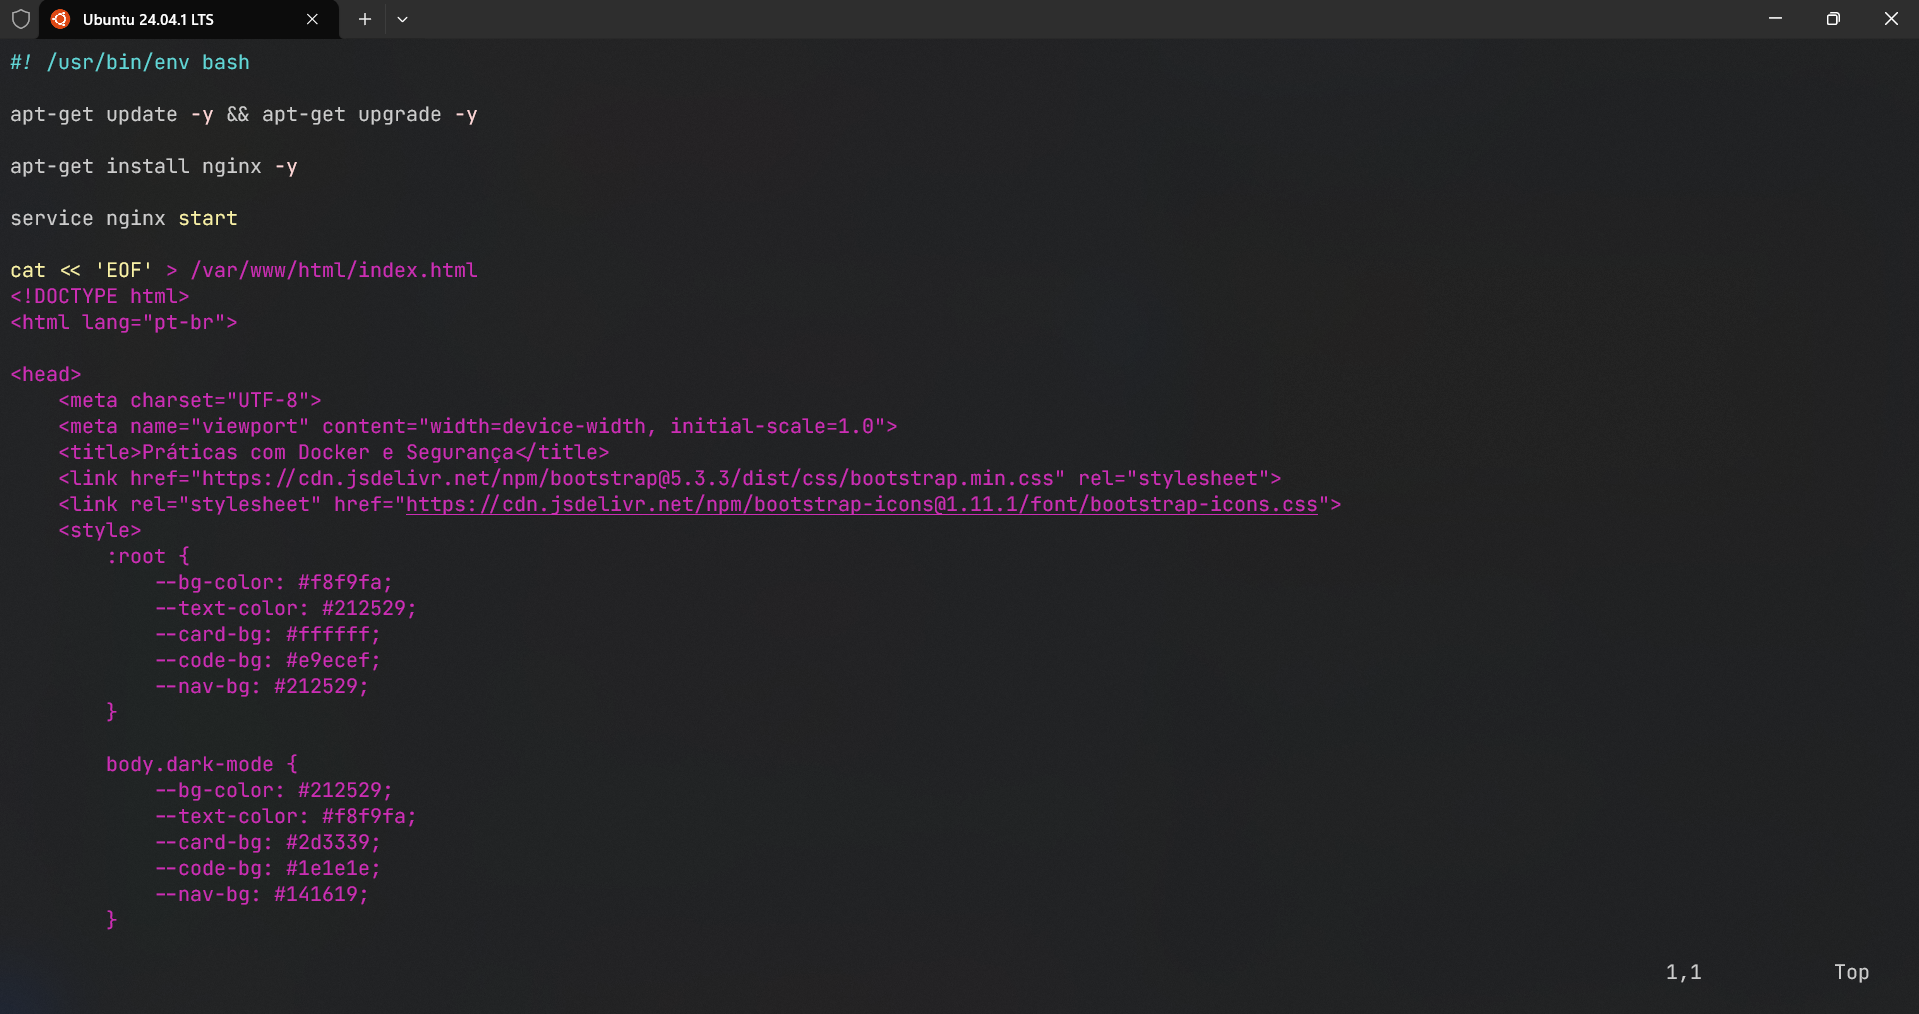 Ubuntu 24.04.1 LTS
#! /usr/bin/env bash
apt-get update -y && apt-get upgrade -y
apt-get install nginx -y
service nginx start
cat << 'EOF' > /var/www/html/index.html
<!DOCTYPE html>
<html lang="pt-br">
<head>
    <meta charset="UTF-8">
    <meta name="viewport" content="width=device-width, initial-scale=1.0">
    <title>Práticas com Docker e Segurança</title>
    <link href="https://cdn.jsdelivr.net/npm/bootstrap@5.3.3/dist/css/bootstrap.min.css" rel="stylesheet">
    <link rel="stylesheet" href="https://cdn.jsdelivr.net/npm/bootstrap-icons@1.11.1/font/bootstrap-icons.css">
    <style>
        :root {
            --bg-color: #f8f9fa;
            --text-color: #212529;
            --card-bg: #ffffff;
            --code-bg: #e9ecef;
            --nav-bg: #212529;
        }
        body.dark-mode {
            --bg-color: #212529;
            --text-color: #f8f9fa;
            --card-bg: #2d3339;
            --code-bg: #1e1e1e;
            --nav-bg: #141619;
        }
1,1 Top